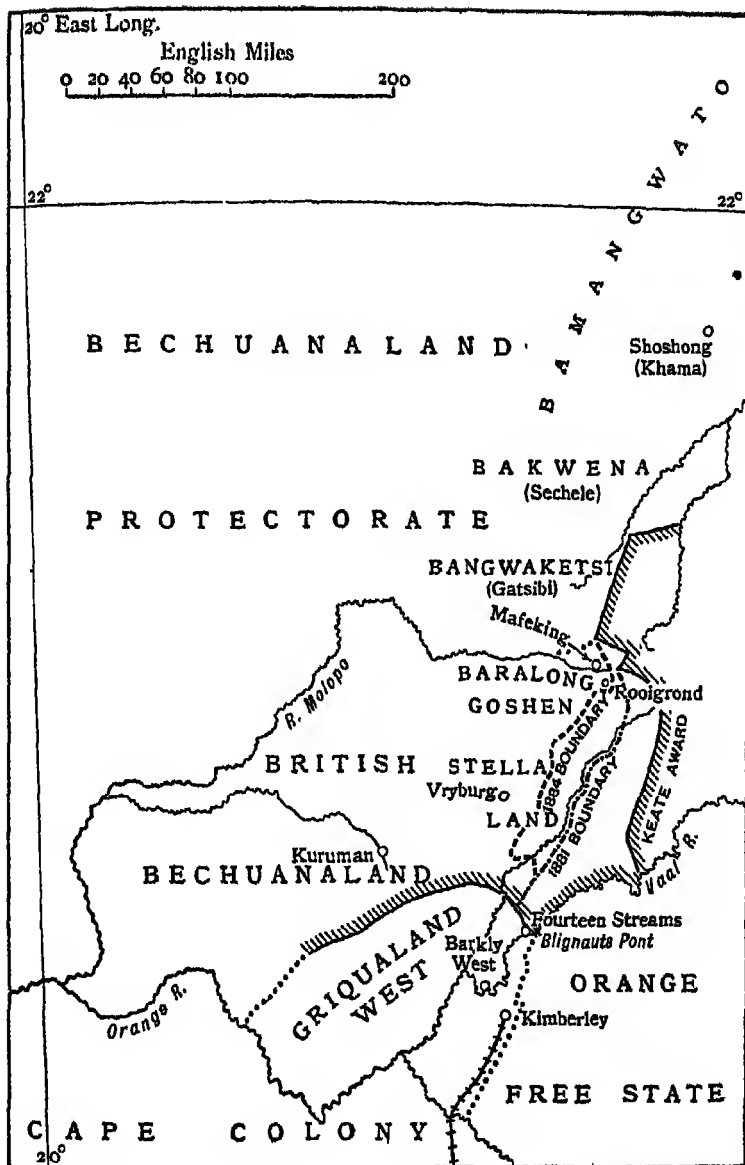 20° East Long.
English Miles
0 20 40 60 80 100 200
BAMANGWATO
22° 22°
BECHUANALAND
Shoshong
(Khama)
BAKWENA
(Sechele)
PROTECTORATE
BANGWAKETSI
(Gatsibi)
Mafeking
BARALONG
Rooigrond
GOSHEN
R. Molopo
1884 BOUNDARY
KEATE AWARD
BRITISH STELLA
Vryburg
LAND
1881 BOUNDARY
Vaal R.
Kuruman
BECHUANALAND
Fourteen Streams
Blignauts Pont
GRIQUALAND
WEST
Barkly
West
ORANGE
Orange R.
Kimberley
FREE STATE
CAPE COLONY
20°